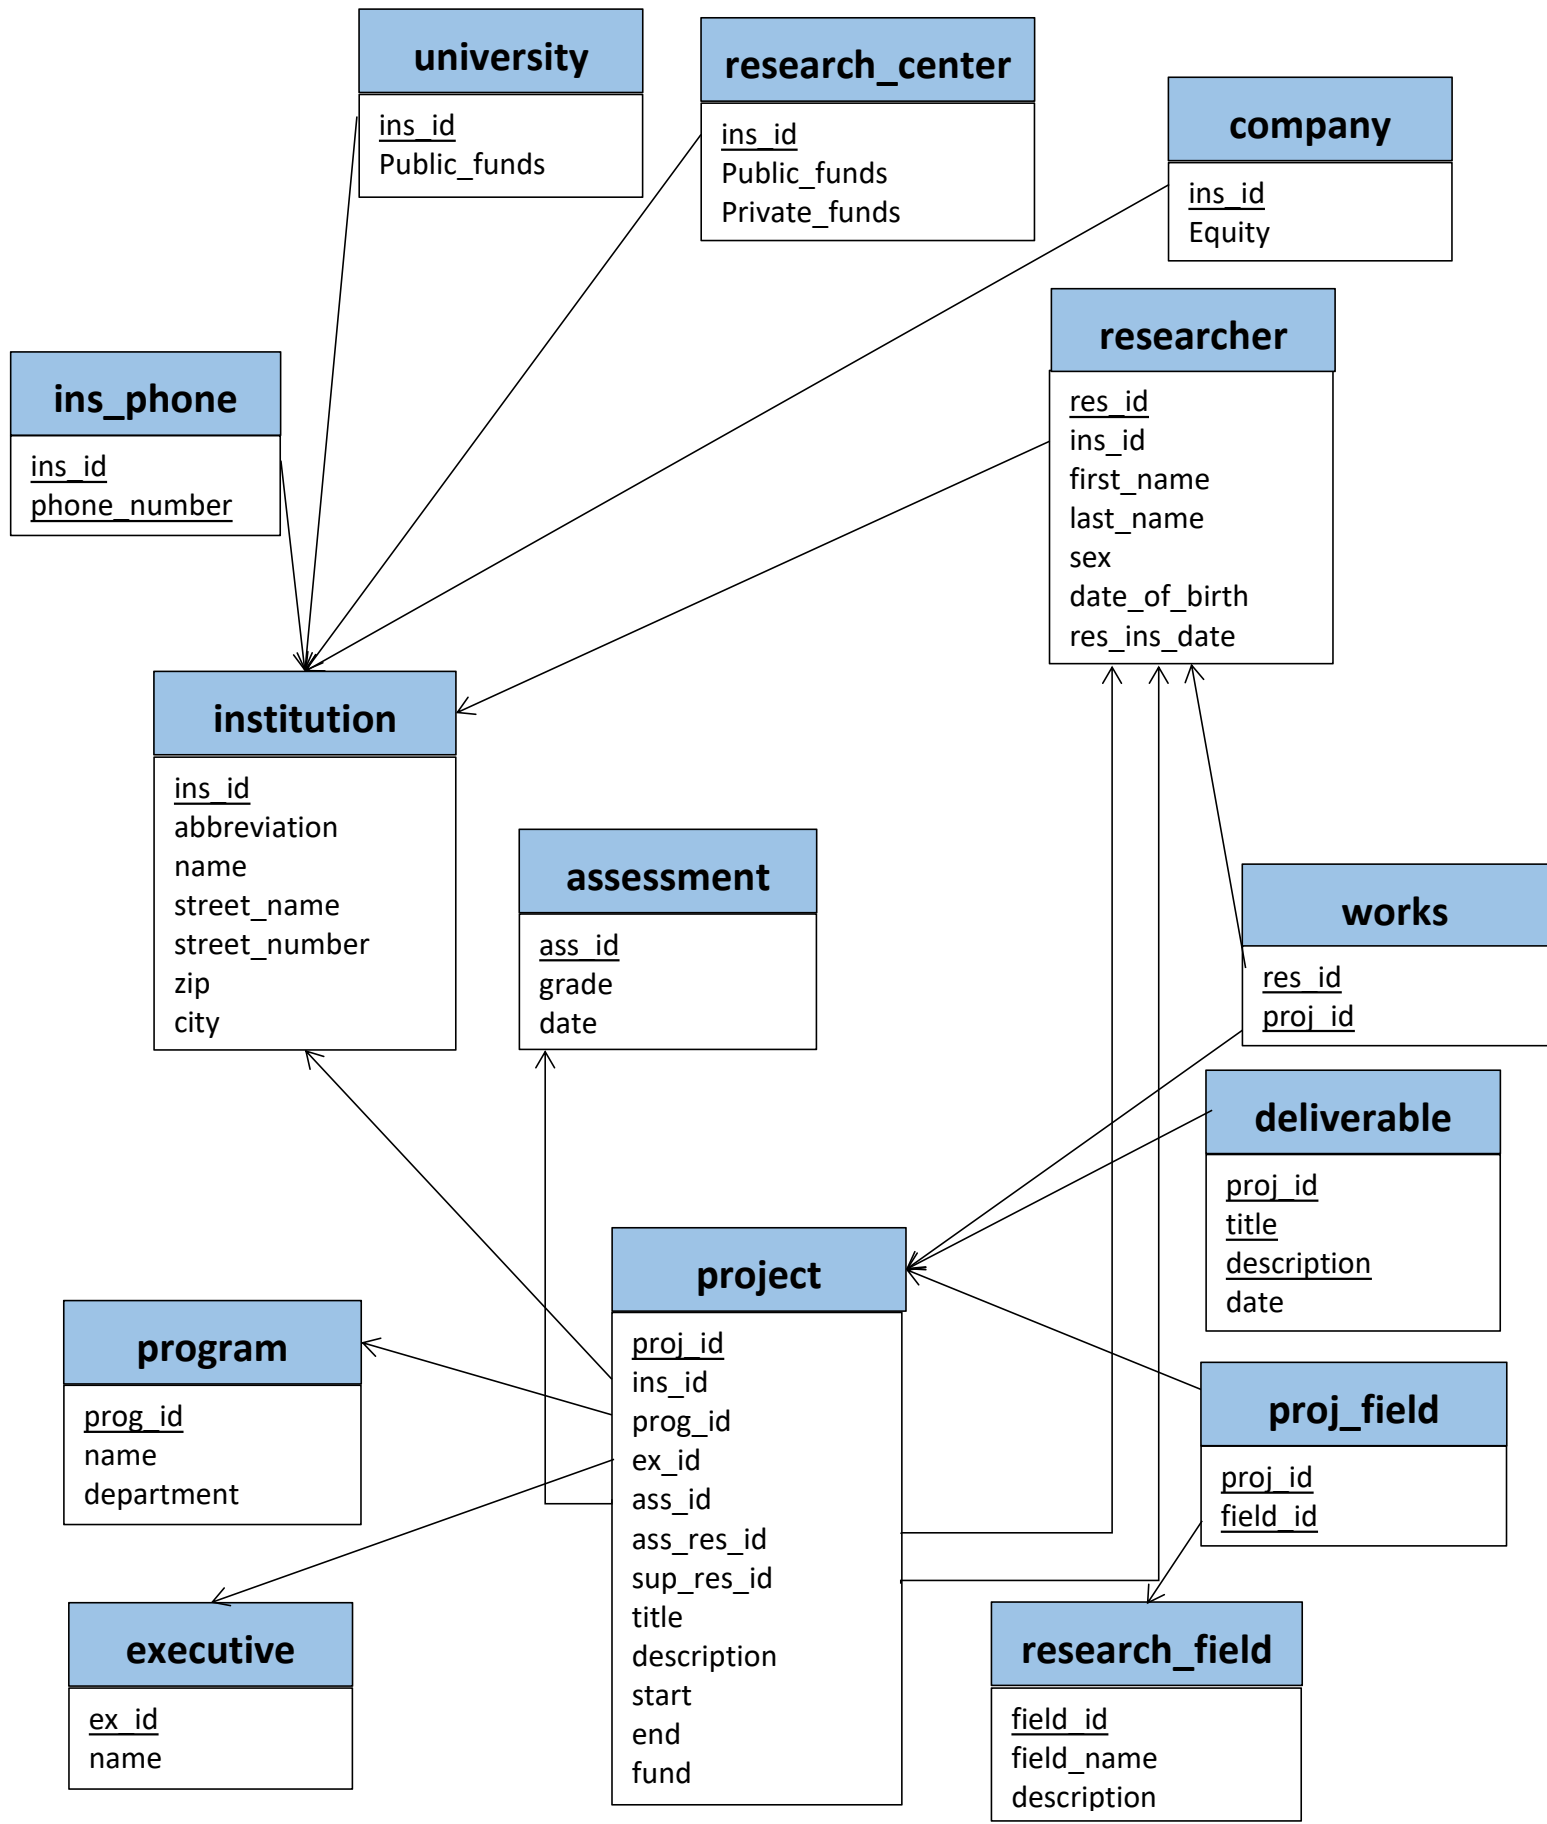 university
ins_id
Public_funds
research_center
ins_id
Public_funds
Private_funds
company
ins_id
Equity
researcher
res_id
ins_id
first_name
last_name
sex
date_of_birth
res_ins_date
ins_phone
ins_id
phone_number
institution
ins_id
abbreviation
name
street_name
street_number
zip
city
assessment
ass_id
grade
date
works
res_id
proj_id
deliverable
proj_id
title
description
date
project
proj_id
ins_id
prog_id
ex_id
ass_id
ass_res_id
sup_res_id
title
description
start
end
fund
program
prog_id
name
department
proj_field
proj_id
field_id
executive
ex_id
name
research_field
field_id
field_name
description